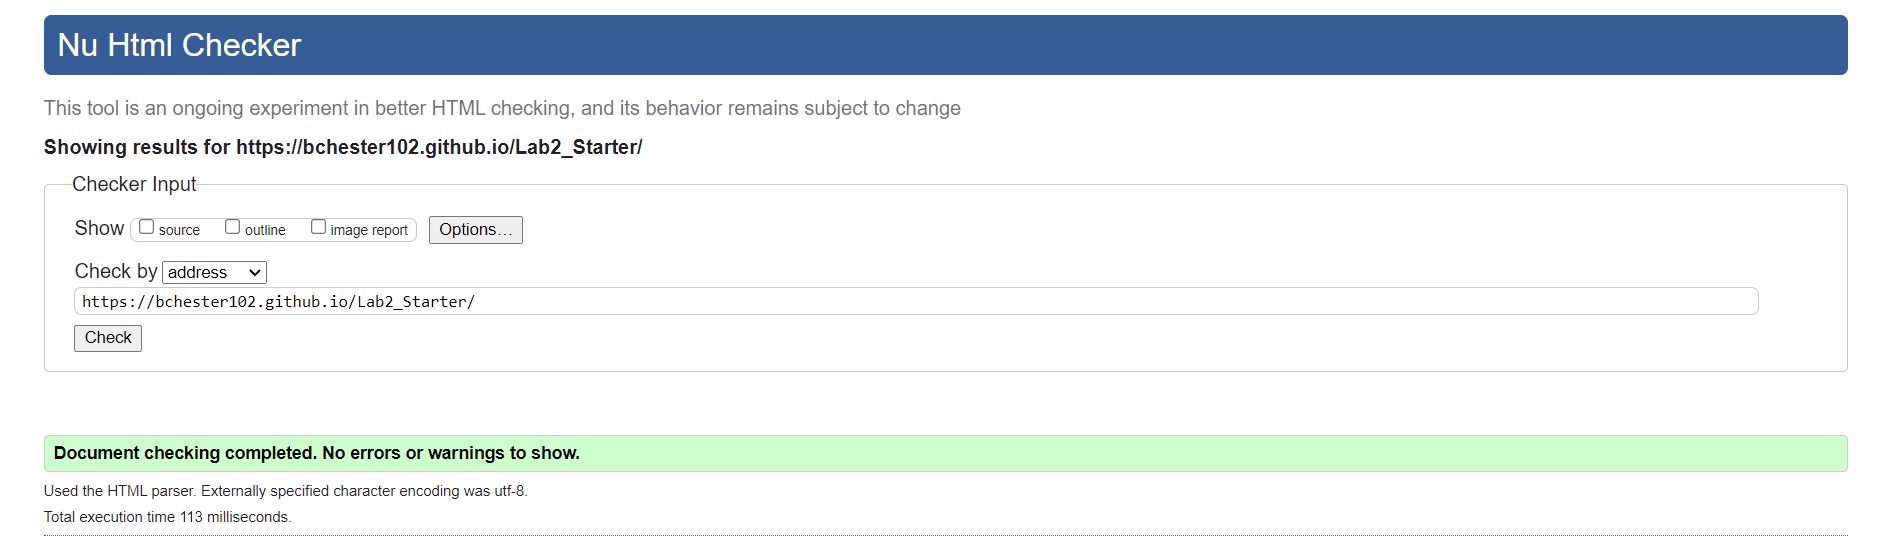 Nu Html Checker
This tool is an ongoing experiment in better HTML checking, and its behavior remains subject to change
Showing results for https://bchester102.github.io/Lab2_Starter/
Checker Input
Show source outline image report Options…
Check by address
https://bchester102.github.io/Lab2_Starter/
Check
Document checking completed. No errors or warnings to show.
Used the HTML parser. Externally specified character encoding was utf-8.
Total execution time 113 milliseconds.